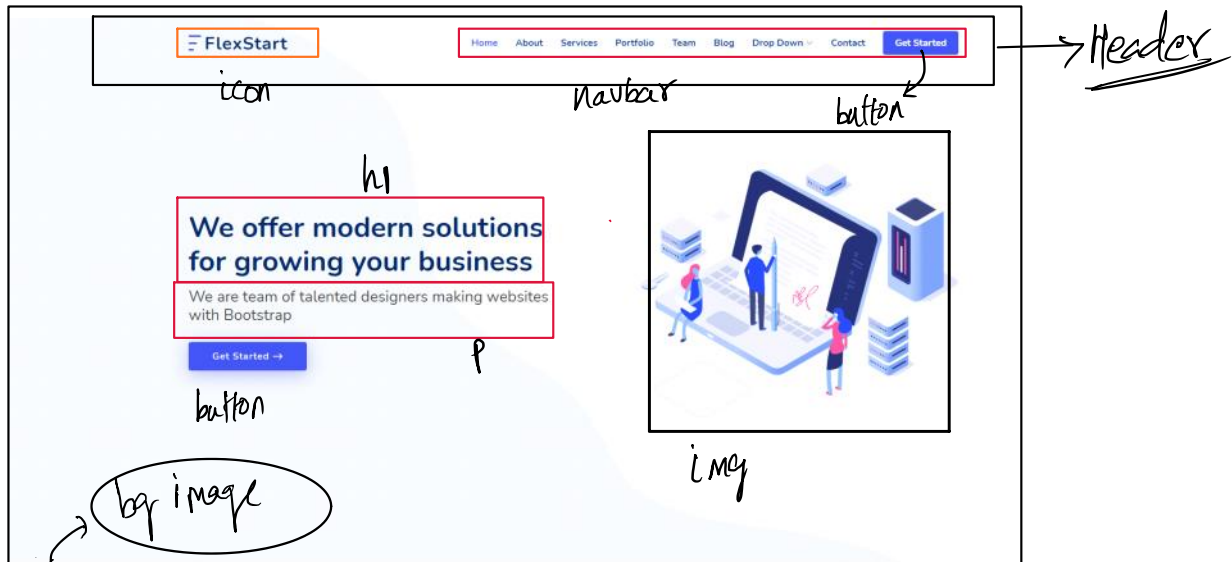 FlexStart
Home About Services Portfolio Team Blog Drop Down Contact Get Started
Header
icon
navbar
button
h1
We offer modern solutions
for growing your business
We are team of talented designers making websites
with Bootstrap
p
Get Started →
button
img
bg image